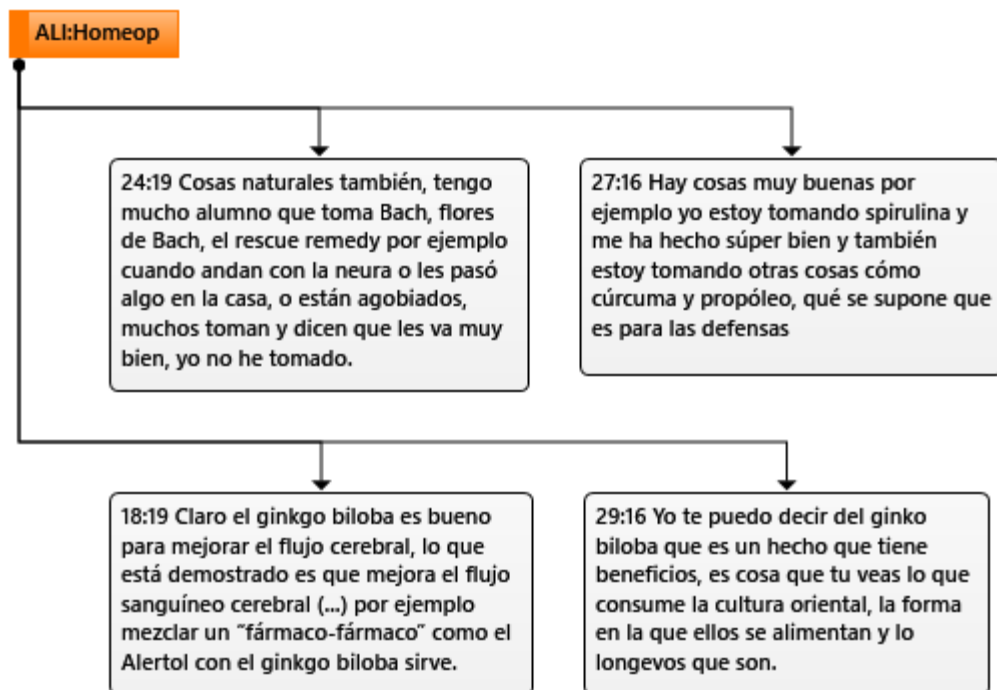 ALI:Homeop
24:19 Cosas naturales también, tengo
mucho alumno que toma Bach, flores
de Bach, el rescue remedy por ejemplo
cuando andan con la neura o les pasó
algo en la casa, o están agobiados,
muchos toman y dicen que les va muy
bien, yo no he tomado.
27:16 Hay cosas muy buenas por
ejemplo yo estoy tomando spirulina y
me ha hecho súper bien y también
estoy tomando otras cosas cómo
cúrcuma y propóleo, qué se supone que
es para las defensas
18:19 Claro el ginkgo biloba es bueno
para mejorar el flujo cerebral, lo que
está demostrado es que mejora el flujo
sanguíneo cerebral (...) por ejemplo
mezclar un "fármaco-fármaco" como el
Alertol con el ginkgo biloba sirve.
29:16 Yo te puedo decir del ginko
biloba que es un hecho que tiene
beneficios, es cosa que tu veas lo que
consume la cultura oriental, la forma
en la que ellos se alimentan y lo
longevos que son.